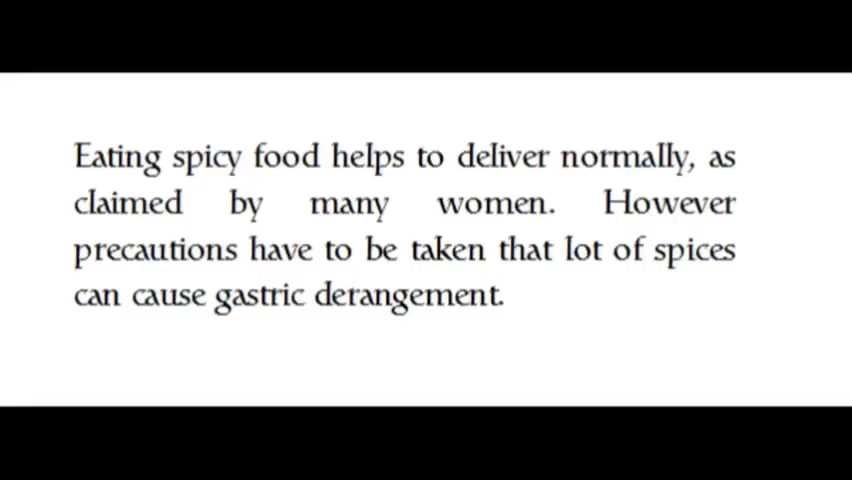 Eating spicy food helps to deliver normally, as
claimed by many women. However
precautions have to be taken that lot of spices
can cause gastric derangement.